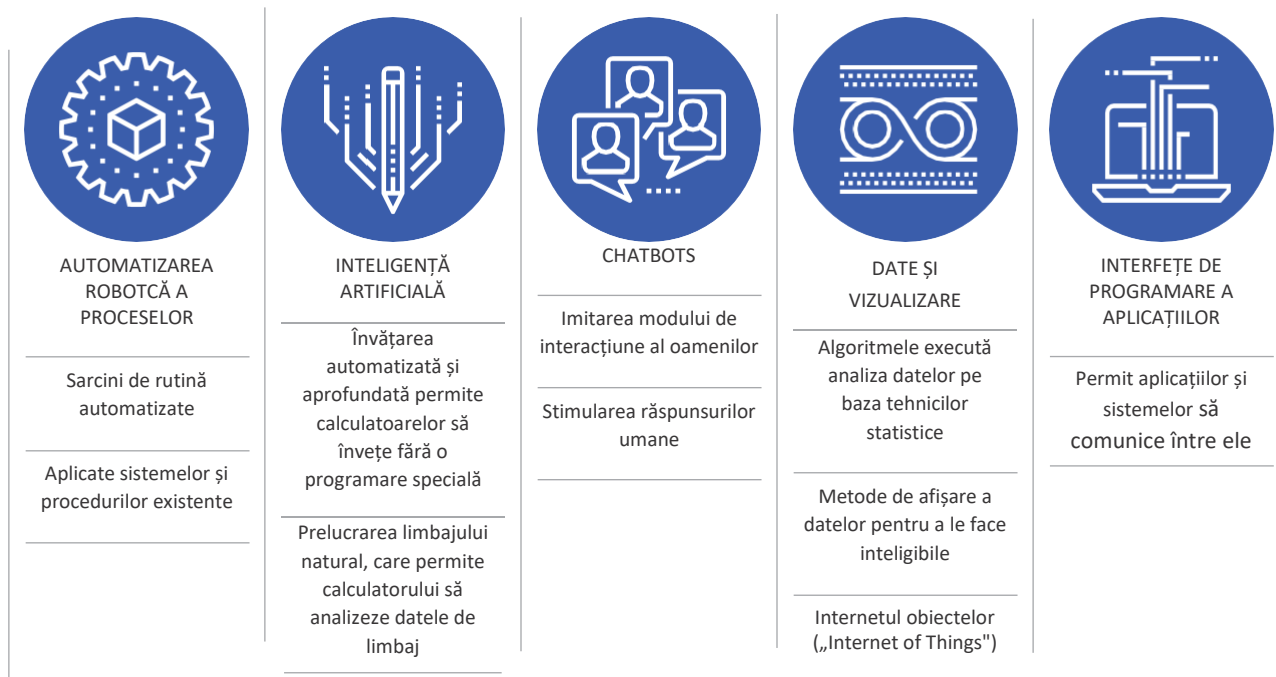 AUTOMATIZAREA
ROBOTCĂ A
PROCESELOR
Sarcini de rutină
automatizate
Aplicate sistemelor și
procedurilor existente
INTELIGENȚĂ
ARTIFICIALĂ
Învățarea
automatizată și
aprofundată permite
calculatoarelor să
învețe fără o
programare specială
Prelucrarea limbajului
natural, care permite
calculatorului să
analizeze datele de
limbaj
CHATBOTS
Imitarea modului de
interacțiune al oamenilor
Stimularea răspunsurilor
umane
DATE ȘI
VIZUALIZARE
Algoritmele execută
analiza datelor pe
baza tehnicilor
statistice
Metode de afișare a
datelor pentru a le face
inteligibile
Internetul obiectelor
(„Internet of Things")
INTERFEȚE DE
PROGRAMARE A
APLICAȚIILOR
Permit aplicațiilor și
sistemelor să
comunice între ele